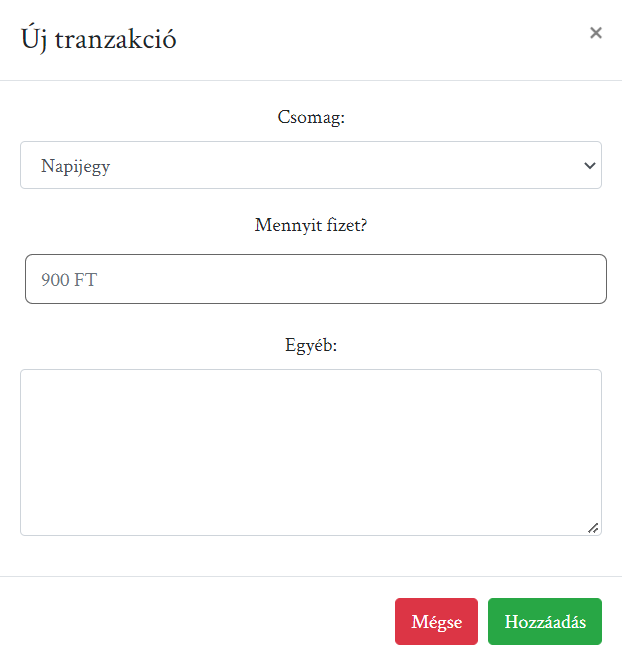 Új tranzakció
×
Csomag:
Napijegy
Mennyit fizet?
900 FT
Egyéb:
Mégse
Hozzáadás